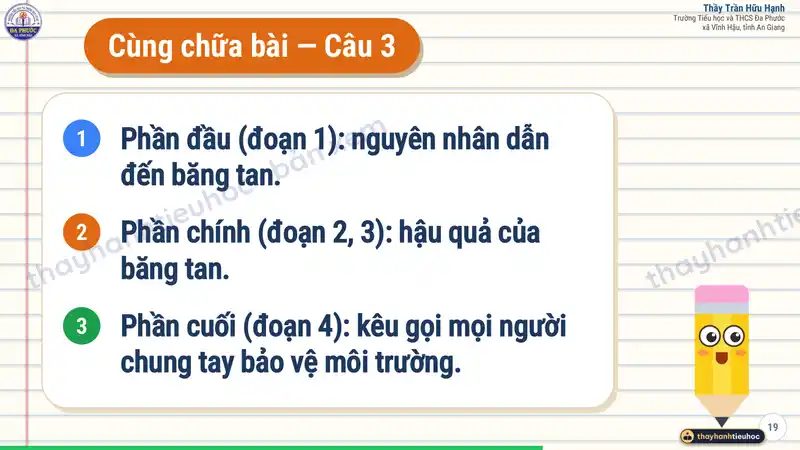 ĐA PHƯỚC
Thầy Trần Hữu Hạnh
Trường Tiểu học và THCS Đa Phước
xã Vĩnh Hậu, tỉnh An Giang
Cùng chữa bài – Câu 3
1 Phần đầu (đoạn 1): nguyên nhân dẫn
đến băng tan.
2 Phần chính (đoạn 2, 3): hậu quả của
băng tan.
3 Phần cuối (đoạn 4): kêu gọi mọi người
chung tay bảo vệ môi trường.
19
thayhanhtieuhoc